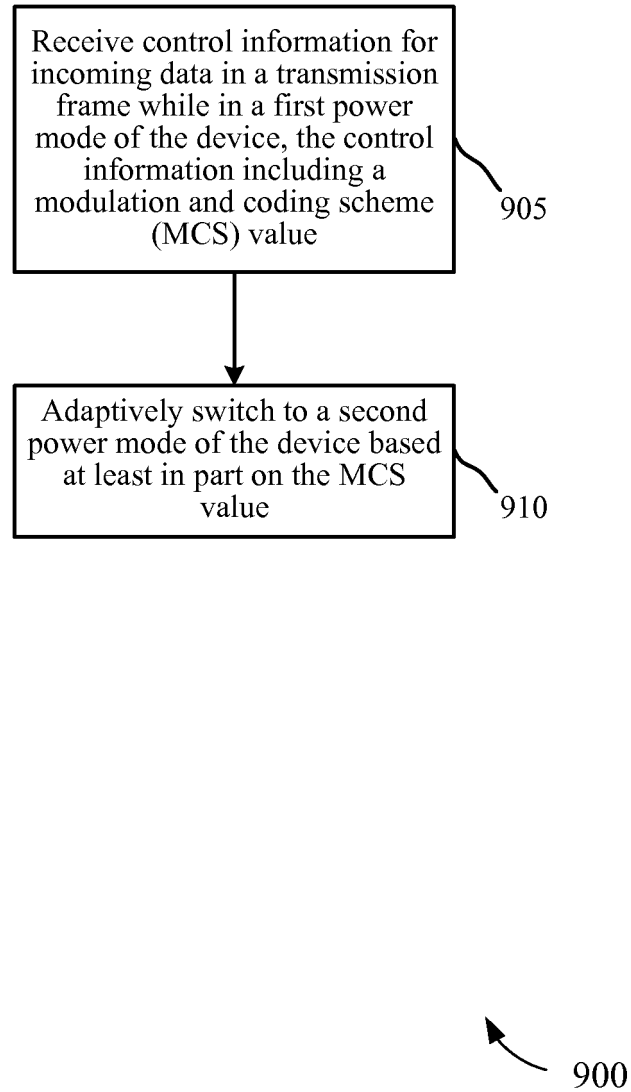 Receive control information for
incoming data in a transmission
frame while in a first power
mode of the device, the control
information including a
modulation and coding scheme
(MCS) value
905
Adaptively switch to a second
power mode of the device based
at least in part on the MCS
value
910
900